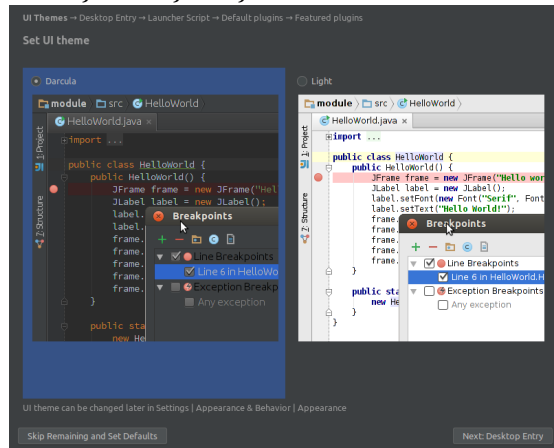 UI Themes → Desktop Entry → Launcher Script → Default plugins → Featured plugins
Set UI theme
Darcula
module src HelloWorld
HelloWorld.java ×
1: Project
7: Structure
import ...
public class HelloWorld {
public HelloWorld() {
JFrame frame = new JFrame("Hel
JLabel label = new JLabel();
label.
label.
frame.
frame.
frame.
frame.
}
public sta
new He
Breakpoints
Line Breakpoints
Line 6 in HelloWo
Exception Breakp
Any exception
Light
module src HelloWorld
HelloWorld.java ×
1: Project
7: Structure
import ...
public class HelloWorld {
public HelloWorld() {
JFrame frame = new JFrame("Hello wor
JLabel label = new JLabel();
label.setFont(new Font("Serif", Font
label.setText("Hello World!");
frame.
frame.
frame.
frame.
}
public sta
new He
}
}
Breakpoints
Line Breakpoints
Line 6 in HelloWorld.H
Exception Breakpoints
Any exception
UI theme can be changed later in Settings | Appearance & Behavior | Appearance
Skip Remaining and Set Defaults
Next: Desktop Entry